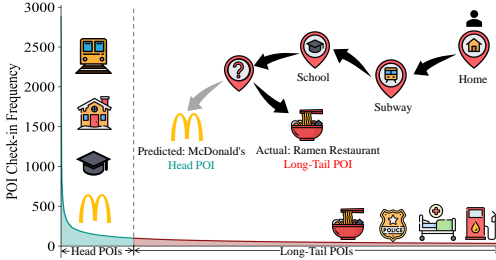 3000
2500
2000
1500
1000
500
0
POI Check-in Frequency
Home
Subway
School
?
Predicted: McDonald's
Head POI
Actual: Ramen Restaurant
Long-Tail POI
POLICE
Head POIs
Long-Tail POIs